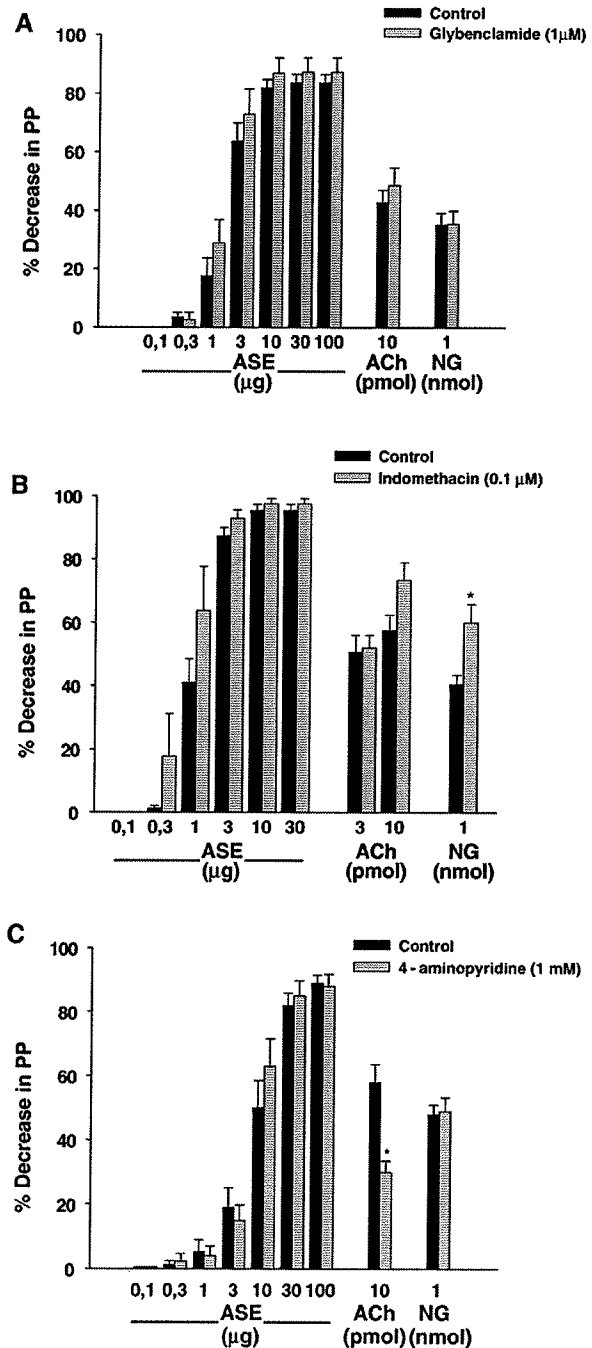 A
Control
Glybenclamide (1μM)
% Decrease in PP
100
80
60
40
20
0
0,1 0,3 1 3 10 30 100 10 1
ASE ACh NG
(μg) (pmol) (nmol)
B
Control
Indomethacin (0.1 μM)
% Decrease in PP
100
80
60
40
20
0
*
0,1 0,3 1 3 10 30 3 10 1
ASE ACh NG
(μg) (pmol) (nmol)
C
Control
4-aminopyridine (1 mM)
% Decrease in PP
100
80
60
40
20
0
*
0,1 0,3 1 3 10 30 100 10 1
ASE ACh NG
(μg) (pmol) (nmol)